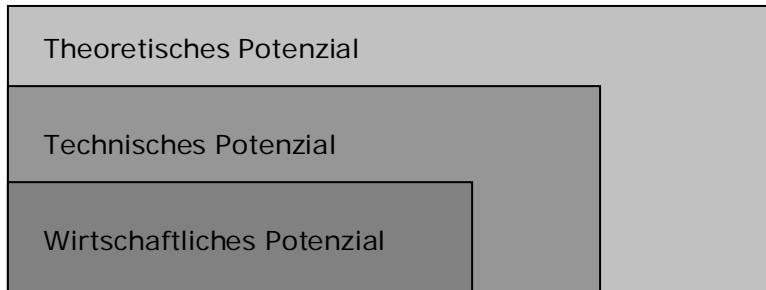 Theoretisches Potenzial
Technisches Potenzial
Wirtschaftliches Potenzial